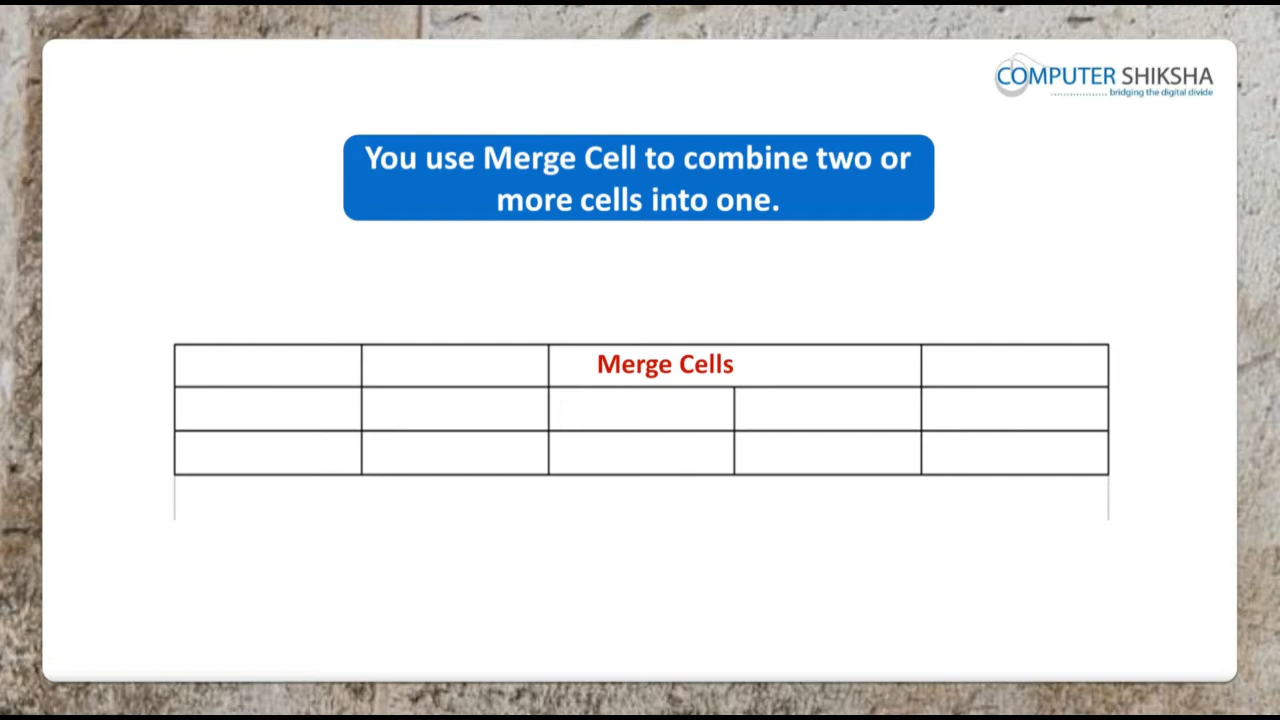 COMPUTER SHIKSHA
bridging the digital divide
You use Merge Cell to combine two or
more cells into one.
Merge Cells